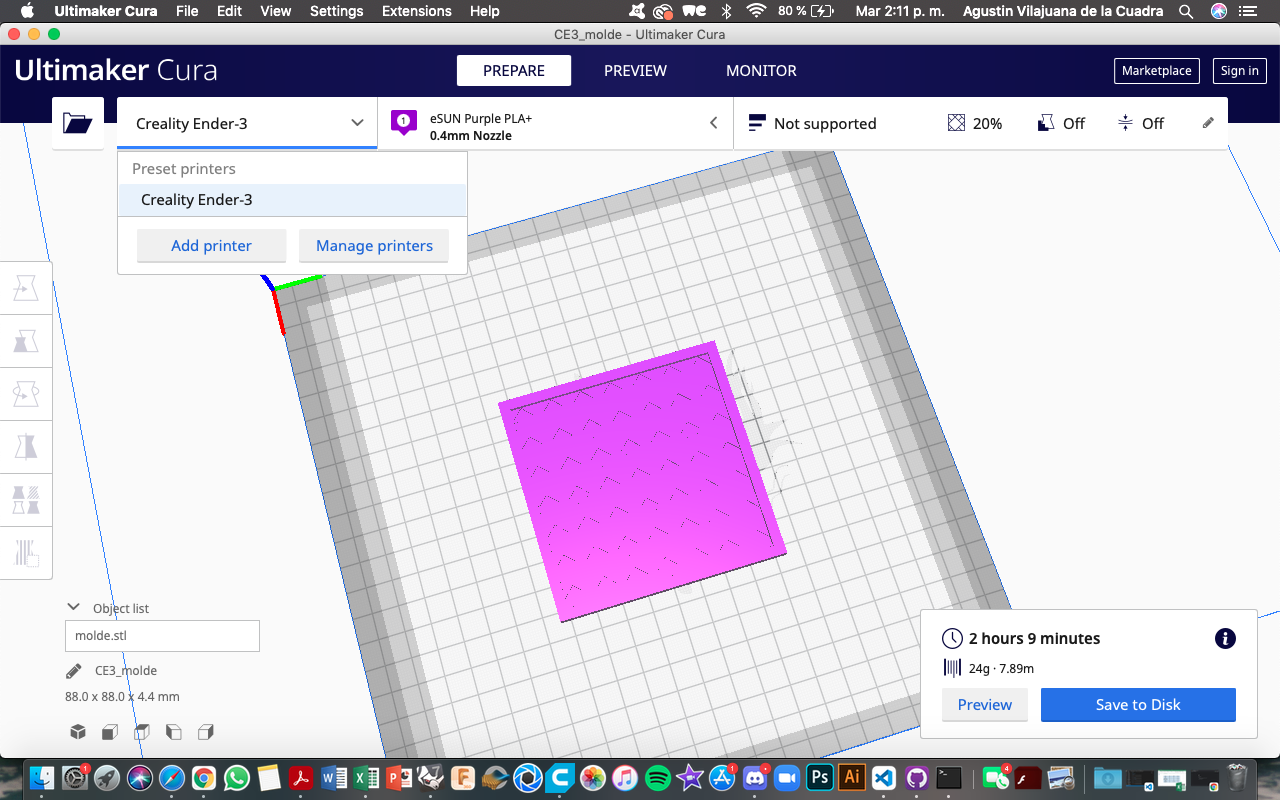 Ultimaker Cura File Edit View Settings Extensions Help 80 % Mar 2:11 p. m. Agustin Vilajuana de la Cuadra
CE3_molde - Ultimaker Cura
Ultimaker Cura PREPARE PREVIEW MONITOR Marketplace Sign in
Creality Ender-3
1 eSUN Purple PLA+
0.4mm Nozzle
Not supported 20% Off Off
Preset printers
Creality Ender-3
Add printer Manage printers
Object list
molde.stl
CE3_molde
88.0 x 88.0 x 4.4 mm
2 hours 9 minutes
24g · 7.89m
Preview Save to Disk